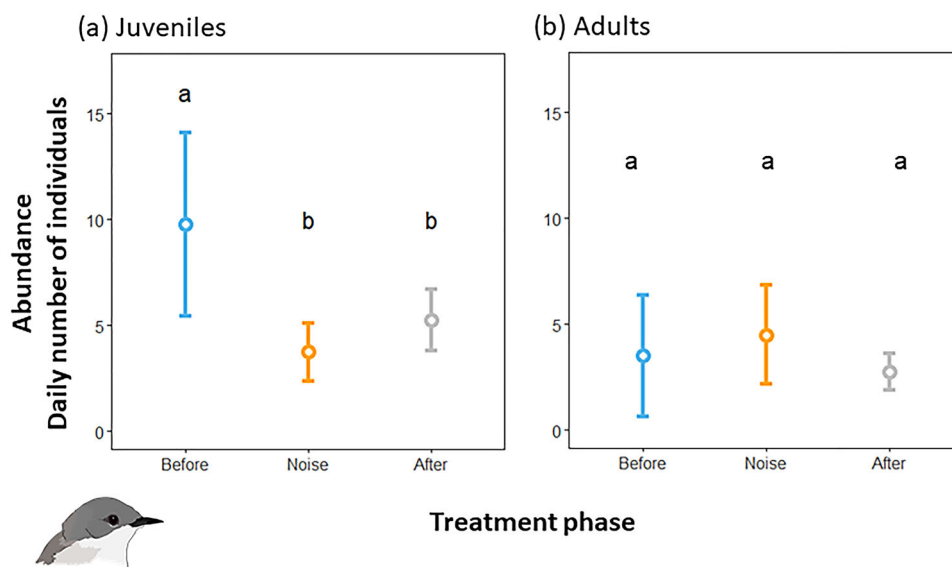 (a) Juveniles
(b) Adults
Abundance
Daily number of individuals
15
10
5
0
a
b
b
Before
Noise
After
15
10
5
0
a
a
a
Before
Noise
After
Treatment phase